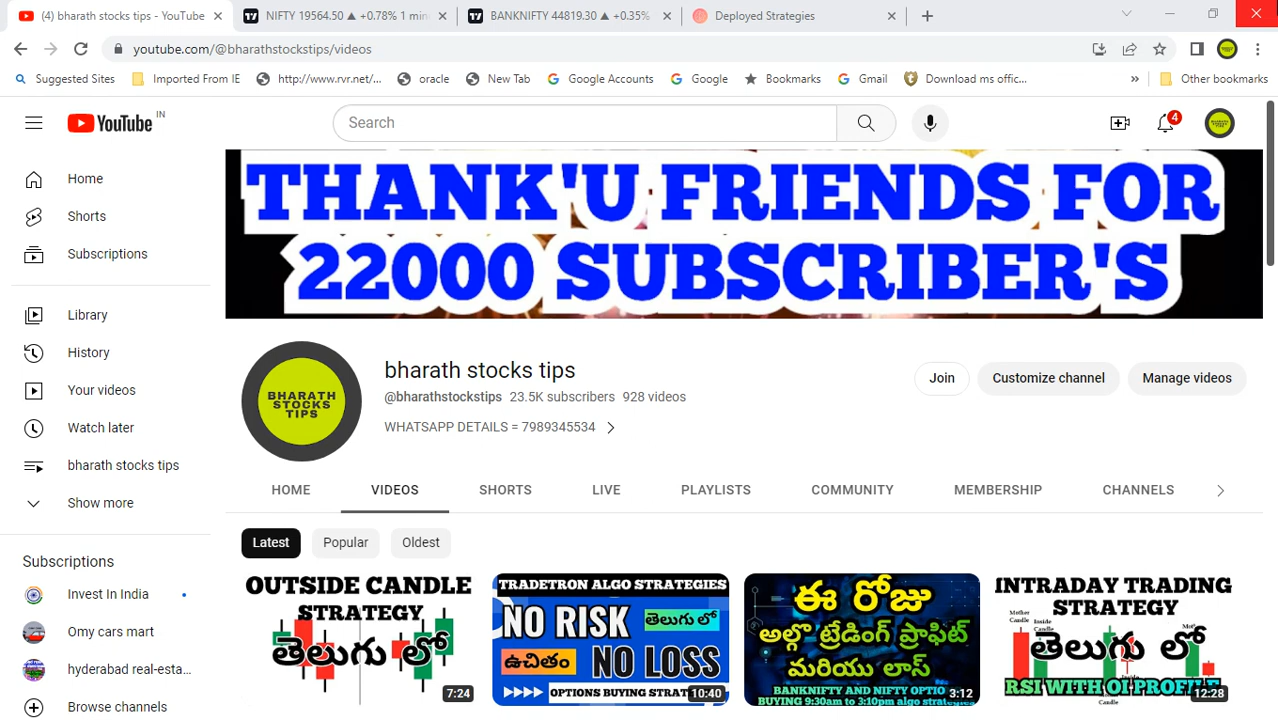 (4) bharath stocks tips - YouTube
NIFTY 19564.50 ▲ +0.78% 1 min
BANKNIFTY 44819.30 ▲ +0.35%
Deployed Strategies
youtube.com/@bharathstockstips/videos
Suggested Sites
Imported From IE
http://www.rvr.net/...
oracle
New Tab
Google Accounts
Google
Bookmarks
Gmail
Download ms offic...
»
Other bookmarks
YouTube IN
Search
4
THANK'U FRIENDS FOR
22000 SUBSCRIBER'S
Home
Shorts
Subscriptions
Library
History
Your videos
Watch later
bharath stocks tips
Show more
Subscriptions
Invest In India
Omy cars mart
hyderabad real-esta...
Browse channels
BHARATH
STOCKS
TIPS
bharath stocks tips
@bharathstockstips 23.5K subscribers 928 videos
WHATSAPP DETAILS = 7989345534
Join
Customize channel
Manage videos
HOME
VIDEOS
SHORTS
LIVE
PLAYLISTS
COMMUNITY
MEMBERSHIP
CHANNELS
Latest
Popular
Oldest
OUTSIDE CANDLE
STRATEGY
తెలుగు లో
7:24
TRADETRON ALGO STRATEGIES
NO RISK
తెలుగు లో
ఉచితం
NO LOSS
OPTIONS BUYING
10:40
ఈ రోజు
అల్గొ ట్రేడింగ్ ప్రాఫిట్
మరియు లాస్
BANKNIFTY AND NIFTY OPTIO
BUYING 9:30am to 3:10pm algo strategies
3:12
INTRADAY TRADING
STRATEGY
Mother
Candle
Inside
Candle
తెలుగు లో
RSI WITH OI PROFILE
Candle
12:28